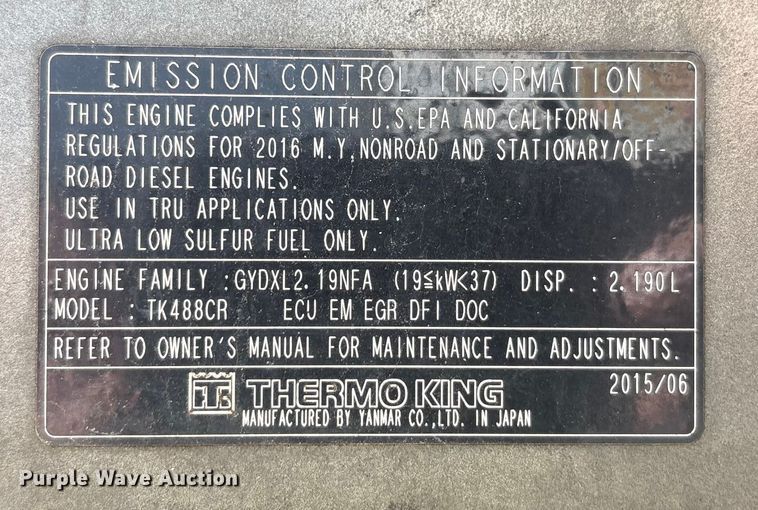 EMISSION CONTROL INFORMATION
THIS ENGINE COMPLIES WITH U.S.EPA AND CALIFORNIA
REGULATIONS FOR 2016 M.Y,NONROAD AND STATIONARY/OFF-
ROAD DIESEL ENGINES.
USE IN TRU APPLICATIONS ONLY.
ULTRA LOW SULFUR FUEL ONLY.
ENGINE FAMILY :GYDXL2.19NFA (19≦kW<37) DISP. : 2.190L
MODEL : TK488CR ECU EM EGR DFI DOC
REFER TO OWNER'S MANUAL FOR MAINTENANCE AND ADJUSTMENTS.
THERMO KING 2015/06
MANUFACTURED BY YANMAR CO.,LTD. IN JAPAN
Purple Wave Auction